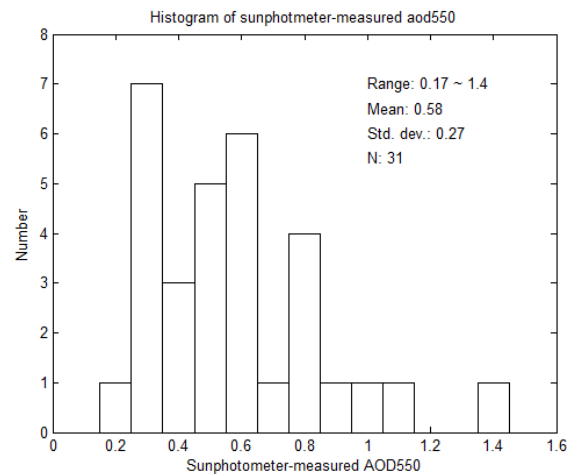 Histogram of sunphotmeter-measured aod550
8
7
6
5
4
3
2
1
0
Number
Range: 0.17 ~ 1.4
Mean: 0.58
Std. dev.: 0.27
N: 31
0 0.2 0.4 0.6 0.8 1 1.2 1.4 1.6
Sunphotometer-measured AOD550